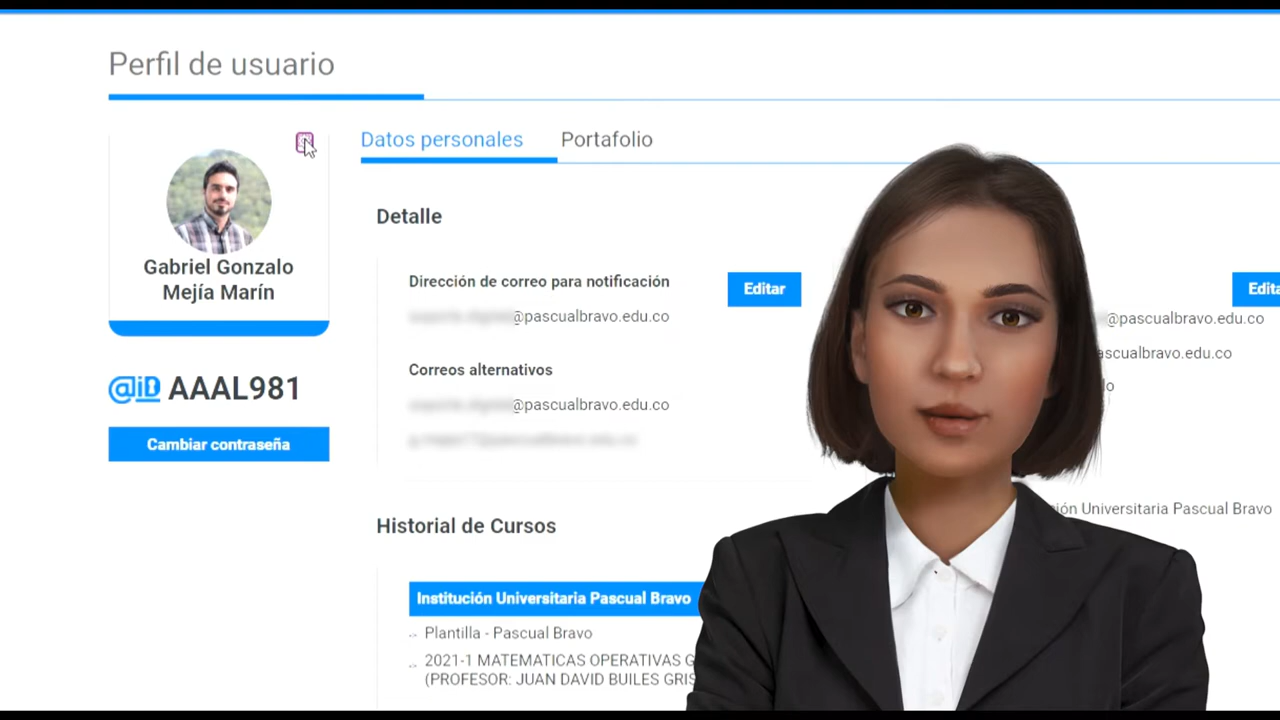 Perfil de usuario
Datos personales
Portafolio
Gabriel Gonzalo
Mejía Marín
@iD AAAL981
Cambiar contraseña
Detalle
Dirección de correo para notificación
Editar
@pascualbravo.edu.co
Correos alternativos
@pascualbravo.edu.co
Edita
@pascualbravo.edu.co
ascualbravo.edu.co
ión Universitaria Pascual Bravo
Historial de Cursos
Institución Universitaria Pascual Bravo
Plantilla - Pascual Bravo
2021-1 MATEMATICAS OPERATIVAS G
(PROFESOR: JUAN DAVID BUILES GRIS